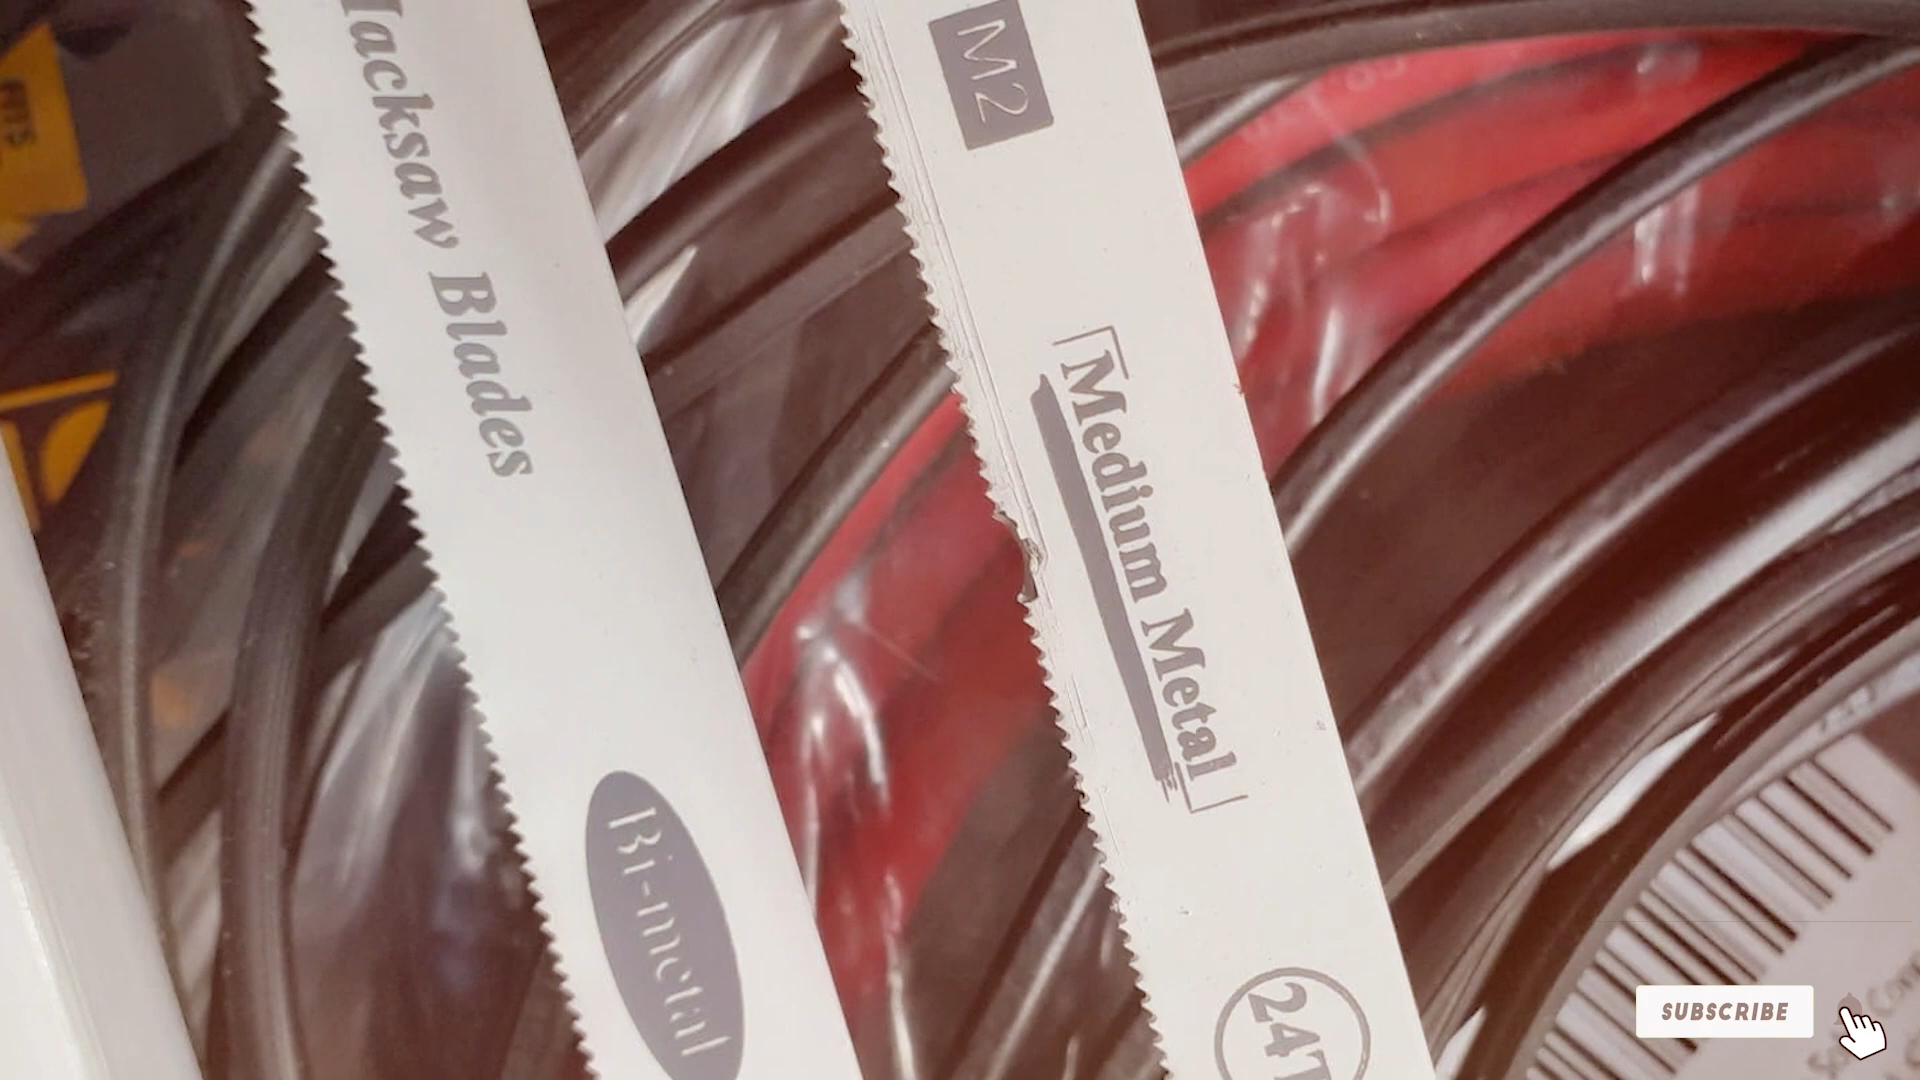 Hacksaw Blades
Bi-metal
M2
Medium Metal
24T
SUBSCRIBE